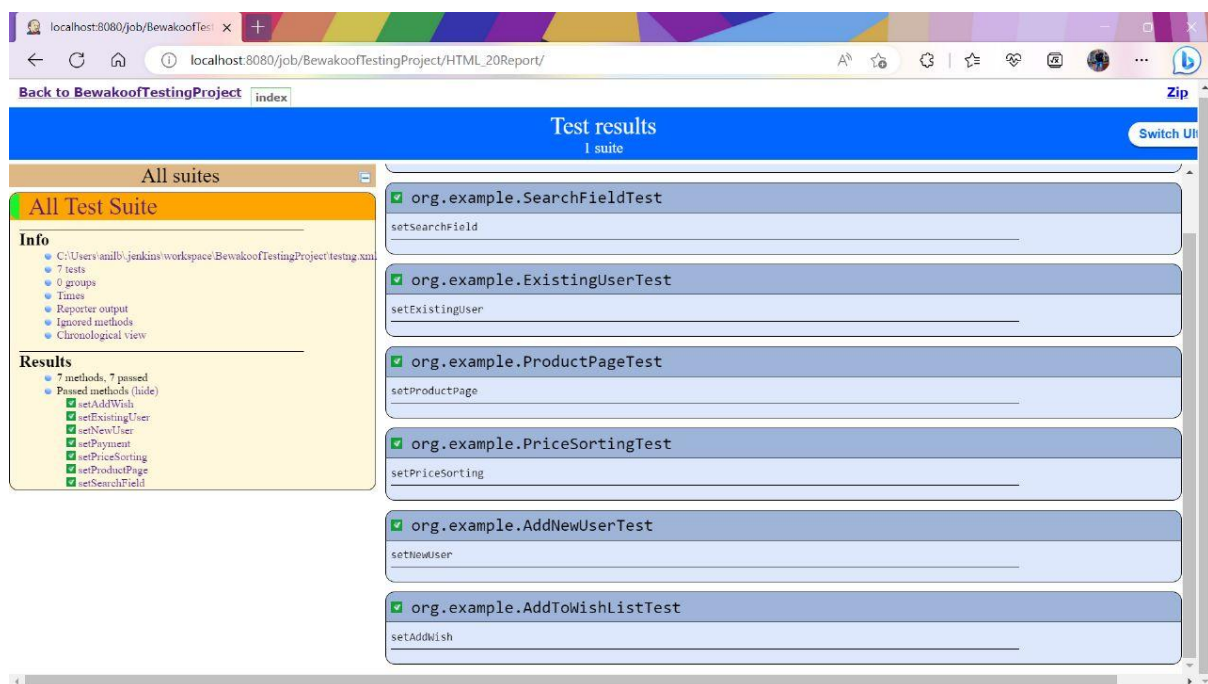 localhost:8080/job/BewakoofTes
localhost:8080/job/BewakoofTestingProject/HTML_20Report/
Back to BewakoofTestingProject index Zip
Test results
1 suite
Switch Ul
All suites
All Test Suite
Info
C:\Users\anilb\.jenkins\workspace\BewakoofTestingProject\testng.xml
7 tests
0 groups
Times
Reporter output
Ignored methods
Chronological view
Results
7 methods, 7 passed
Passed methods (hide)
setAddWish
setExistingUser
setNewUser
setPayment
setPriceSorting
setProductPage
setSearchField
org.example.SearchFieldTest
setSearchField
org.example.ExistingUserTest
setExistingUser
org.example.ProductPageTest
setProductPage
org.example.PriceSortingTest
setPriceSorting
org.example.AddNewUserTest
setNewUser
org.example.AddToWishListTest
setAddWish